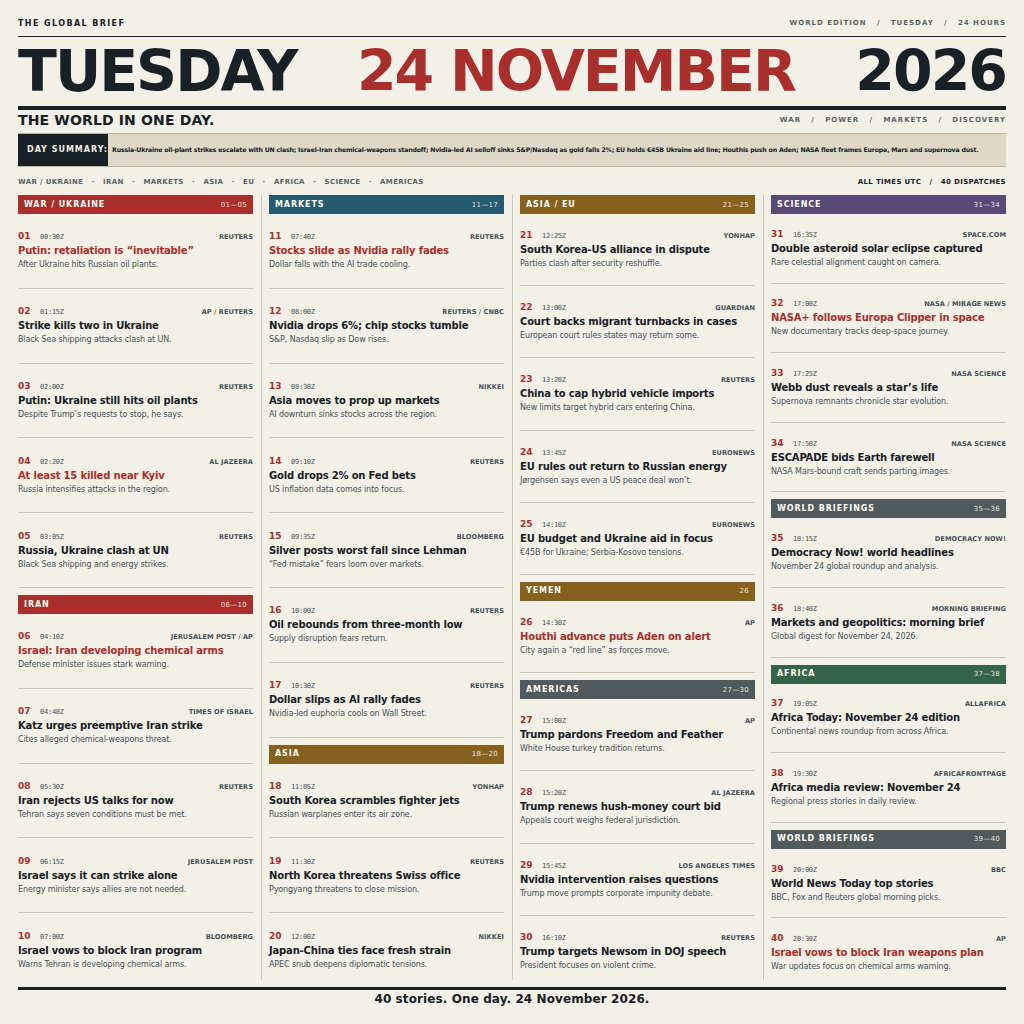 THE GLOBAL BRIEF
WORLD EDITION / TUESDAY / 24 HOURS
TUESDAY 24 NOVEMBER 2026
THE WORLD IN ONE DAY.
WAR / POWER / MARKETS / DISCOVERY
DAY SUMMARY: Russia-Ukraine oil-plant strikes escalate with UN clash; Israel-Iran chemical-weapons standoff; Nvidia-led AI selloff sinks S&P/Nasdaq as gold falls 2%; EU holds €45B Ukraine aid line; Houthis push on Aden; NASA fleet frames Europa, Mars and supernova dust.
WAR / UKRAINE · IRAN · MARKETS · ASIA · EU · AFRICA · SCIENCE · AMERICAS
ALL TIMES UTC / 40 DISPATCHES
WAR / UKRAINE 01—05
01 00:30Z REUTERS
Putin: retaliation is “inevitable”
After Ukraine hits Russian oil plants.
02 01:15Z AP / REUTERS
Strike kills two in Ukraine
Black Sea shipping attacks clash at UN.
03 02:00Z REUTERS
Putin: Ukraine still hits oil plants
Despite Trump’s requests to stop, he says.
04 02:20Z AL JAZEERA
At least 15 killed near Kyiv
Russia intensifies attacks in the region.
05 03:05Z REUTERS
Russia, Ukraine clash at UN
Black Sea shipping and energy strikes.
IRAN 06—10
06 04:10Z JERUSALEM POST / AP
Israel: Iran developing chemical arms
Defense minister issues stark warning.
07 04:48Z TIMES OF ISRAEL
Katz urges preemptive Iran strike
Cites alleged chemical-weapons threat.
08 05:30Z REUTERS
Iran rejects US talks for now
Tehran says seven conditions must be met.
09 06:15Z JERUSALEM POST
Israel says it can strike alone
Energy minister says allies are not needed.
10 07:00Z BLOOMBERG
Israel vows to block Iran program
Warns Tehran is developing chemical arms.
MARKETS 11—17
11 07:40Z REUTERS
Stocks slide as Nvidia rally fades
Dollar falls with the AI trade cooling.
12 08:00Z REUTERS / CNBC
Nvidia drops 6%; chip stocks tumble
S&P, Nasdaq slip as Dow rises.
13 08:30Z NIKKEI
Asia moves to prop up markets
AI downturn sinks stocks across the region.
14 09:10Z REUTERS
Gold drops 2% on Fed bets
US inflation data comes into focus.
15 09:35Z BLOOMBERG
Silver posts worst fall since Lehman
“Fed mistake” fears loom over markets.
16 10:00Z REUTERS
Oil rebounds from three-month low
Supply disruption fears return.
17 10:30Z REUTERS
Dollar slips as AI rally fades
Nvidia-led euphoria cools on Wall Street.
ASIA 18—20
18 11:05Z YONHAP
South Korea scrambles fighter jets
Russian warplanes enter its air zone.
19 11:30Z REUTERS
North Korea threatens Swiss office
Pyongyang threatens to close mission.
20 12:00Z NIKKEI
Japan-China ties face fresh strain
APEC snub deepens diplomatic tensions.
ASIA / EU 21—25
21 12:25Z YONHAP
South Korea-US alliance in dispute
Parties clash after security reshuffle.
22 13:00Z GUARDIAN
Court backs migrant turnbacks in cases
European court rules states may return some.
23 13:20Z REUTERS
China to cap hybrid vehicle imports
New limits target hybrid cars entering China.
24 13:45Z EURONEWS
EU rules out return to Russian energy
Jørgensen says even a US peace deal won’t.
25 14:10Z EURONEWS
EU budget and Ukraine aid in focus
€45B for Ukraine; Serbia-Kosovo tensions.
YEMEN 26
26 14:30Z AP
Houthi advance puts Aden on alert
City again a “red line” as forces move.
AMERICAS 27—30
27 15:00Z AP
Trump pardons Freedom and Feather
White House turkey tradition returns.
28 15:20Z AL JAZEERA
Trump renews hush-money court bid
Appeals court weighs federal jurisdiction.
29 15:45Z LOS ANGELES TIMES
Nvidia intervention raises questions
Trump move prompts corporate impunity debate.
30 16:10Z REUTERS
Trump targets Newsom in DOJ speech
President focuses on violent crime.
SCIENCE 31—34
31 16:35Z SPACE.COM
Double asteroid solar eclipse captured
Rare celestial alignment caught on camera.
32 17:00Z NASA / MIRAGE NEWS
NASA+ follows Europa Clipper in space
New documentary tracks deep-space journey.
33 17:25Z NASA SCIENCE
Webb dust reveals a star’s life
Supernova remnants chronicle star evolution.
34 17:50Z NASA SCIENCE
ESCAPADE bids Earth farewell
NASA Mars-bound craft sends parting images.
WORLD BRIEFINGS 35—36
35 18:15Z DEMOCRACY NOW!
Democracy Now! world headlines
November 24 global roundup and analysis.
36 18:40Z MORNING BRIEFING
Markets and geopolitics: morning brief
Global digest for November 24, 2026.
AFRICA 37—38
37 19:05Z ALLAFRICA
Africa Today: November 24 edition
Continental news roundup from across Africa.
38 19:30Z AFRICAFRONTPAGE
Africa media review: November 24
Regional press stories in daily review.
WORLD BRIEFINGS 39—40
39 20:00Z BBC
World News Today top stories
BBC, Fox and Reuters global morning picks.
40 20:30Z AP
Israel vows to block Iran weapons plan
War updates focus on chemical arms warning.
40 stories. One day. 24 November 2026.